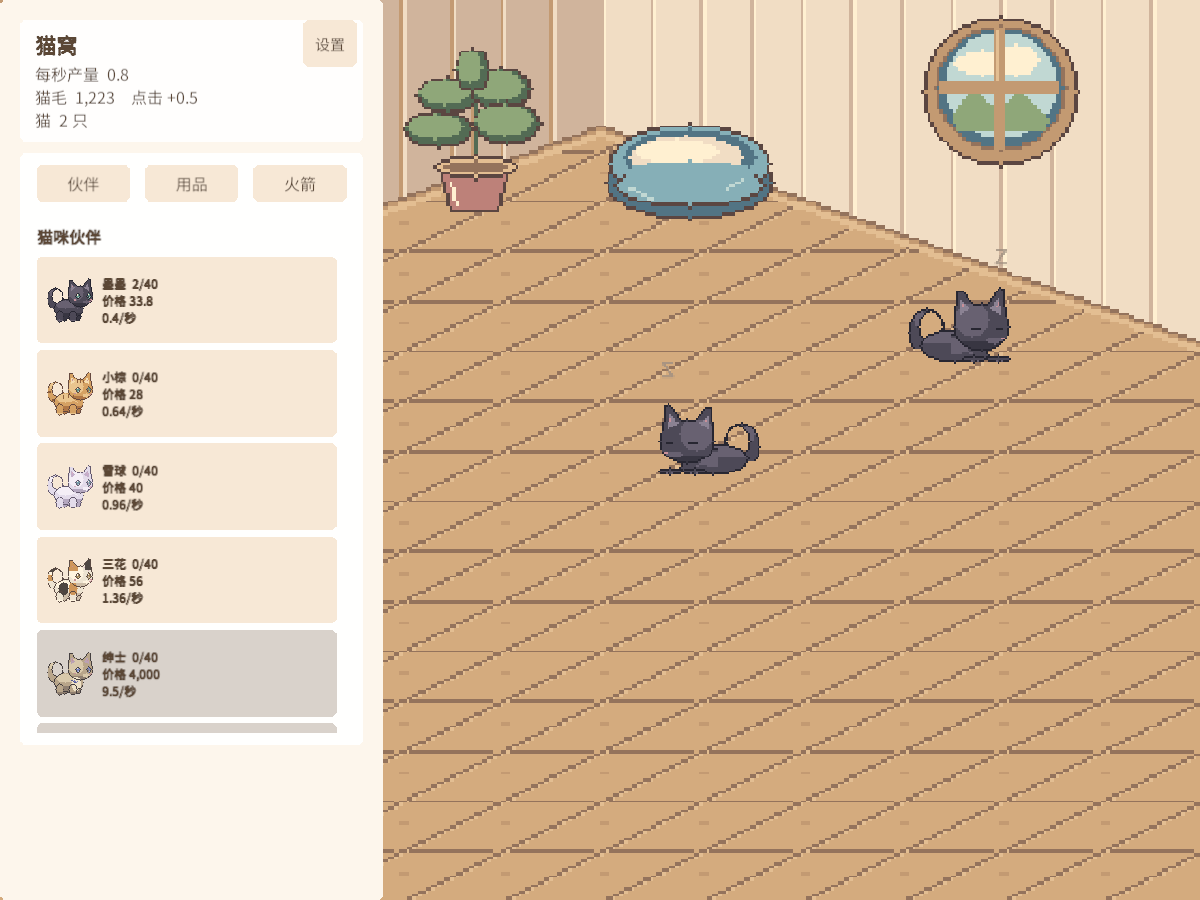 猫窝
设置
每秒产量 0.8
猫毛 1,223 点击 +0.5
猫 2 只
伙伴
用品
火箭
猫咪伙伴
墨墨 2/40
价格 33.8
0.4/秒
小棕 0/40
价格 28
0.64/秒
雪球 0/40
价格 40
0.96/秒
三花 0/40
价格 56
1.36/秒
绅士 0/40
价格 4,000
9.5/秒
Z
Z